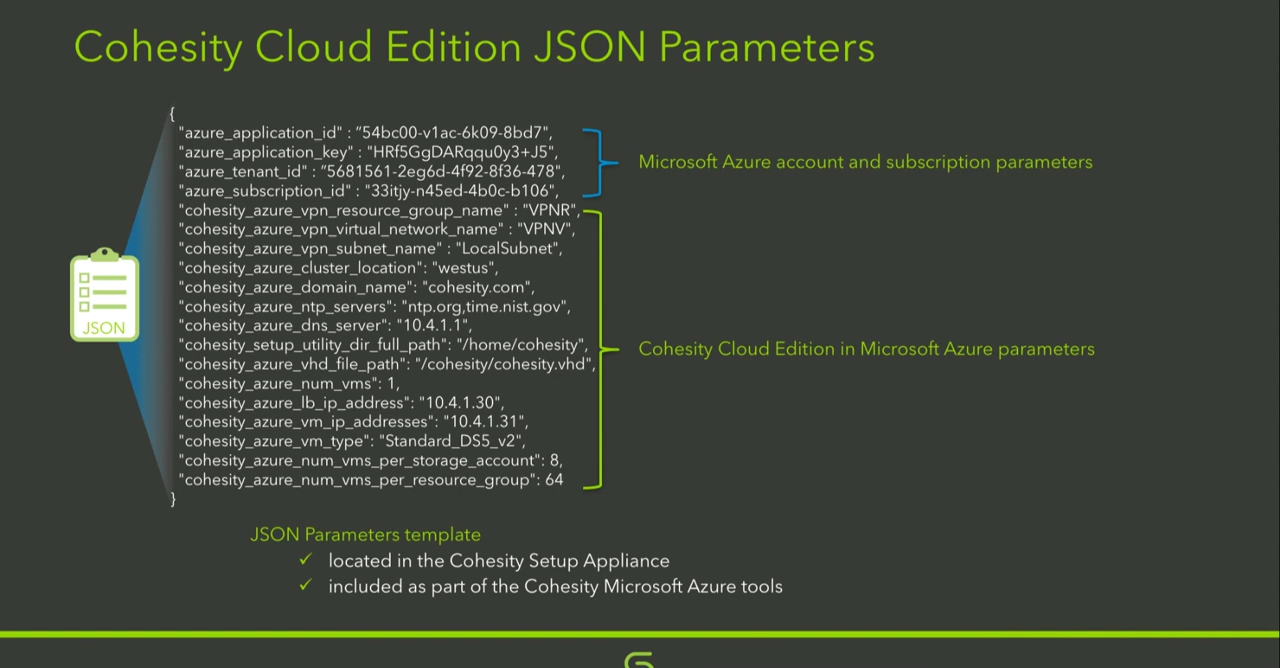 Cohesity Cloud Edition JSON Parameters
{
"azure_application_id" : "54bc00-v1ac-6k09-8bd7",
"azure_application_key" : "HRf5GgDARqqu0y3+J5",
"azure_tenant_id" : "5681561-2eg6d-4f92-8f36-478",
"azure_subscription_id" : "33itjy-n45ed-4b0c-b106",
Microsoft Azure account and subscription parameters
"cohesity_azure_vpn_resource_group_name" : "VPNR",
"cohesity_azure_vpn_virtual_network_name" : "VPNV",
"cohesity_azure_vpn_subnet_name" : "LocalSubnet",
"cohesity_azure_cluster_location": "westus",
"cohesity_azure_domain_name": "cohesity.com",
"cohesity_azure_ntp_servers": "ntp.org,time.nist.gov",
"cohesity_azure_dns_server": "10.4.1.1",
"cohesity_setup_utility_dir_full_path": "/home/cohesity",
"cohesity_azure_vhd_file_path": "/cohesity/cohesity.vhd",
"cohesity_azure_num_vms": 1,
"cohesity_azure_lb_ip_address": "10.4.1.30",
"cohesity_azure_vm_ip_addresses": "10.4.1.31",
"cohesity_azure_vm_type": "Standard_DS5_v2",
"cohesity_azure_num_vms_per_storage_account": 8,
"cohesity_azure_num_vms_per_resource_group": 64
}
Cohesity Cloud Edition in Microsoft Azure parameters
JSON
JSON Parameters template
✓ located in the Cohesity Setup Appliance
✓ included as part of the Cohesity Microsoft Azure tools